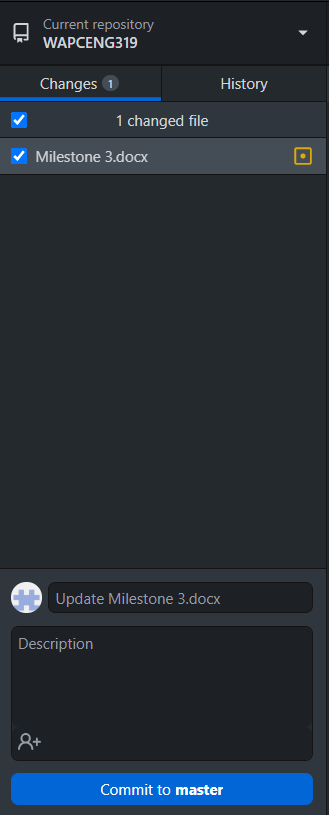 Current repository
WAPCENG319
Changes 1 History
1 changed file
Milestone 3.docx
Update Milestone 3.docx
Description
Commit to master